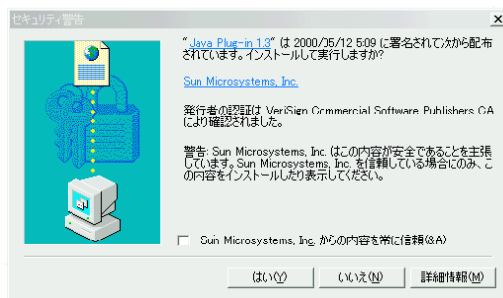 セキュリティ警告
"Java Plug-in 1.3" は 2000/05/12 5:09 に署名されて次から配布
されています。インストールして実行しますか?
Sun Microsystems, Inc.
発行者の認証は VeriSign Commercial Software Publishers CA
により確認されました。
警告: Sun Microsystems, Inc. はこの内容が安全であることを主張
しています。Sun Microsystems, Inc. を信頼している場合にのみ、こ
の内容をインストールしたり表示してください。
Sun Microsystems, Inc. からの内容を常に信頼(&A)
はい(Y) いいえ(N) 詳細情報(M)